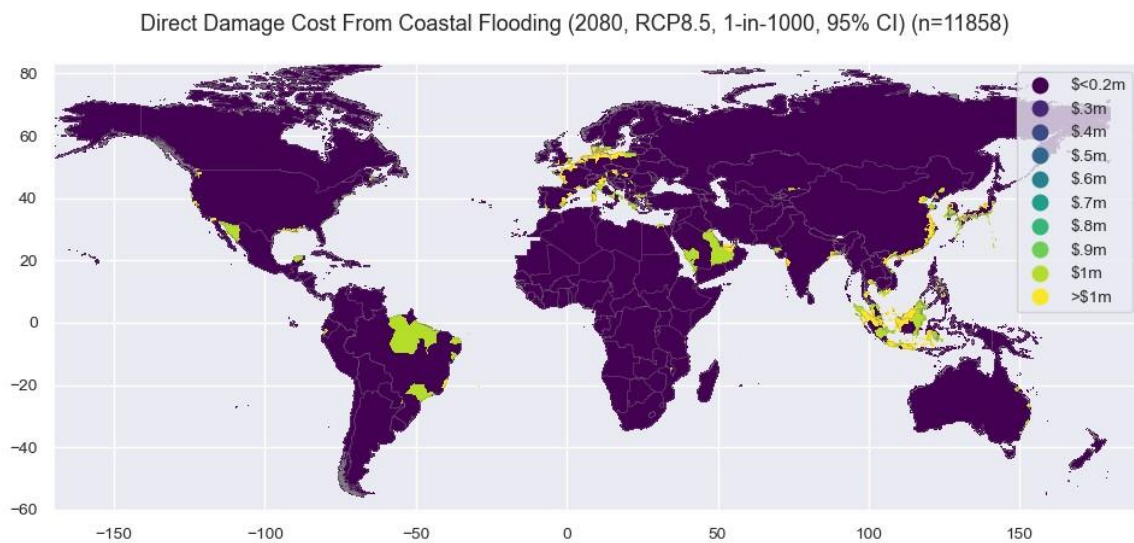 Direct Damage Cost From Coastal Flooding (2080, RCP8.5, 1-in-1000, 95% CI) (n=11858)
80
60
40
20
0
−20
−40
−60
−150
−100
−50
0
50
100
150
$<0.2m
$.3m
$.4m
$.5m
$.6m
$.7m
$.8m
$.9m
$1m
>$1m